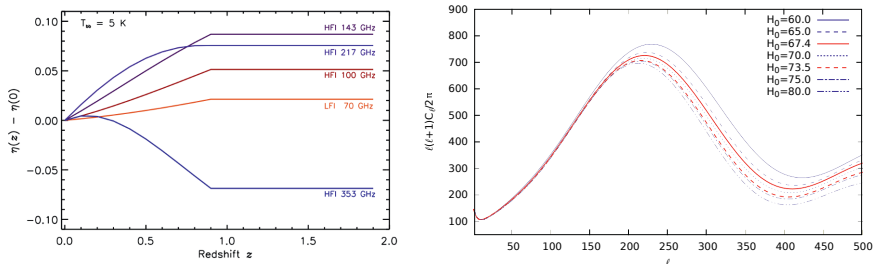 0.10
0.05
0.00
-0.05
-0.10
η(z) - η(0)
T∞ = 5 K
HFI 143 GHz
HFI 217 GHz
HFI 100 GHz
LFI 70 GHz
HFI 353 GHz
0.0 0.5 1.0 1.5 2.0
Redshift z
900
800
700
600
500
400
300
200
100
ℓ(ℓ+1)Cℓ/2π
H₀=60.0
H₀=65.0
H₀=67.4
H₀=70.0
H₀=73.5
H₀=75.0
H₀=80.0
50 100 150 200 250 300 350 400 450 500
ℓ